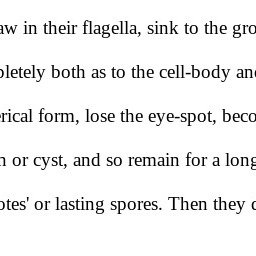 aw in their flagella, sink to the gro
pletely both as to the cell-body an
erical form, lose the eye-spot, beco
n or cyst, and so remain for a long
otes' or lasting spores. Then they d